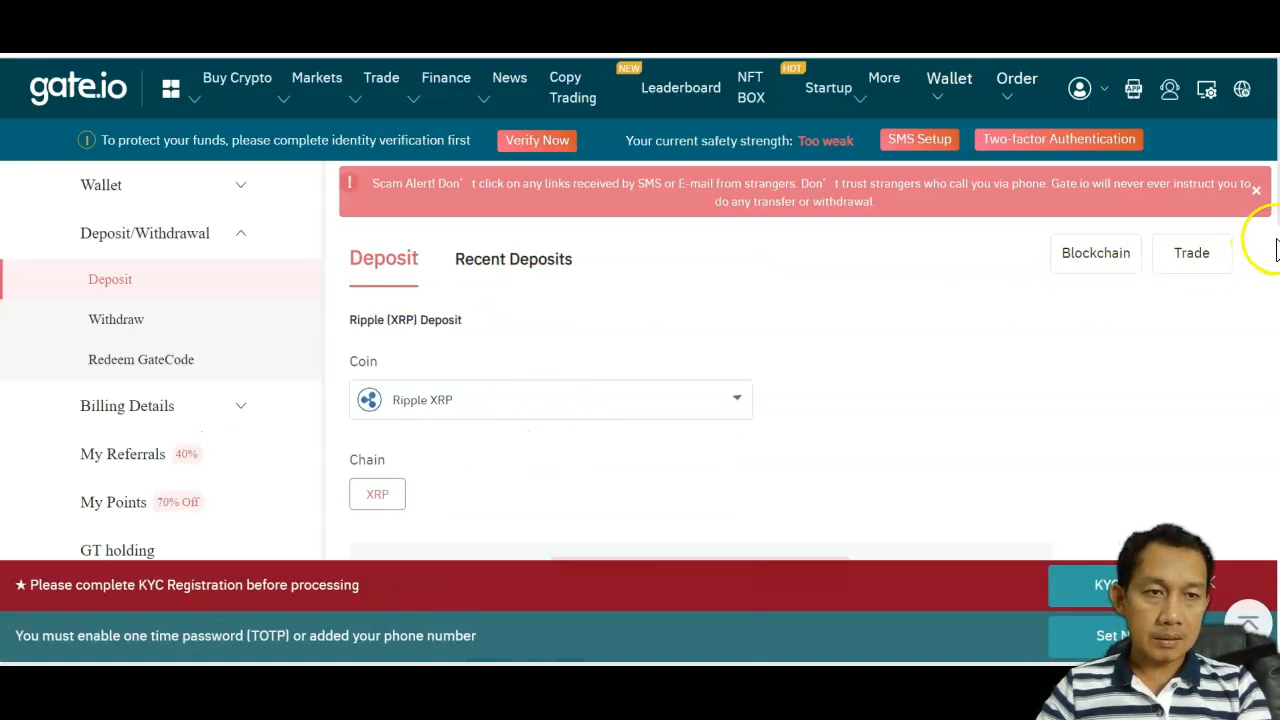 gate.io
Buy Crypto
Markets
Trade
Finance
News
Copy
Trading
NEW
Leaderboard
NFT
BOX
HOT
Startup
More
Wallet
Order
APP
To protect your funds, please complete identity verification first
Verify Now
Your current safety strength: Too weak
SMS Setup
Two-factor Authentication
Wallet
Deposit/Withdrawal
Deposit
Withdraw
Redeem GateCode
Billing Details
My Referrals 40%
My Points 70% Off
GT holding
Scam Alert! Don't click on any links received by SMS or E-mail from strangers. Don't trust strangers who call you via phone. Gate.io will never ever instruct you to
do any transfer or withdrawal.
Deposit
Recent Deposits
Blockchain
Trade
Ripple (XRP) Deposit
Coin
Ripple XRP
Chain
XRP
★ Please complete KYC Registration before processing
You must enable one time password (TOTP) or added your phone number
Set